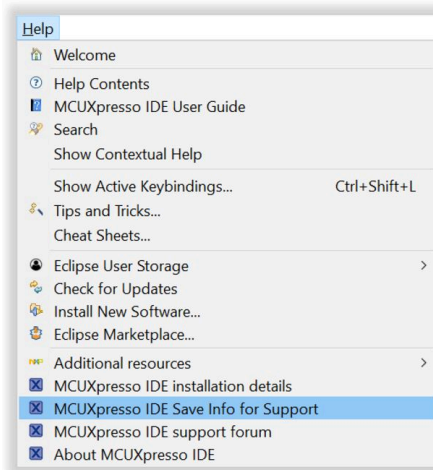 Help
Welcome
Help Contents
MCUXpresso IDE User Guide
Search
Show Contextual Help
Show Active Keybindings... Ctrl+Shift+L
Tips and Tricks...
Cheat Sheets...
Eclipse User Storage
Check for Updates
Install New Software...
Eclipse Marketplace...
Additional resources
MCUXpresso IDE installation details
MCUXpresso IDE Save Info for Support
MCUXpresso IDE support forum
About MCUXpresso IDE